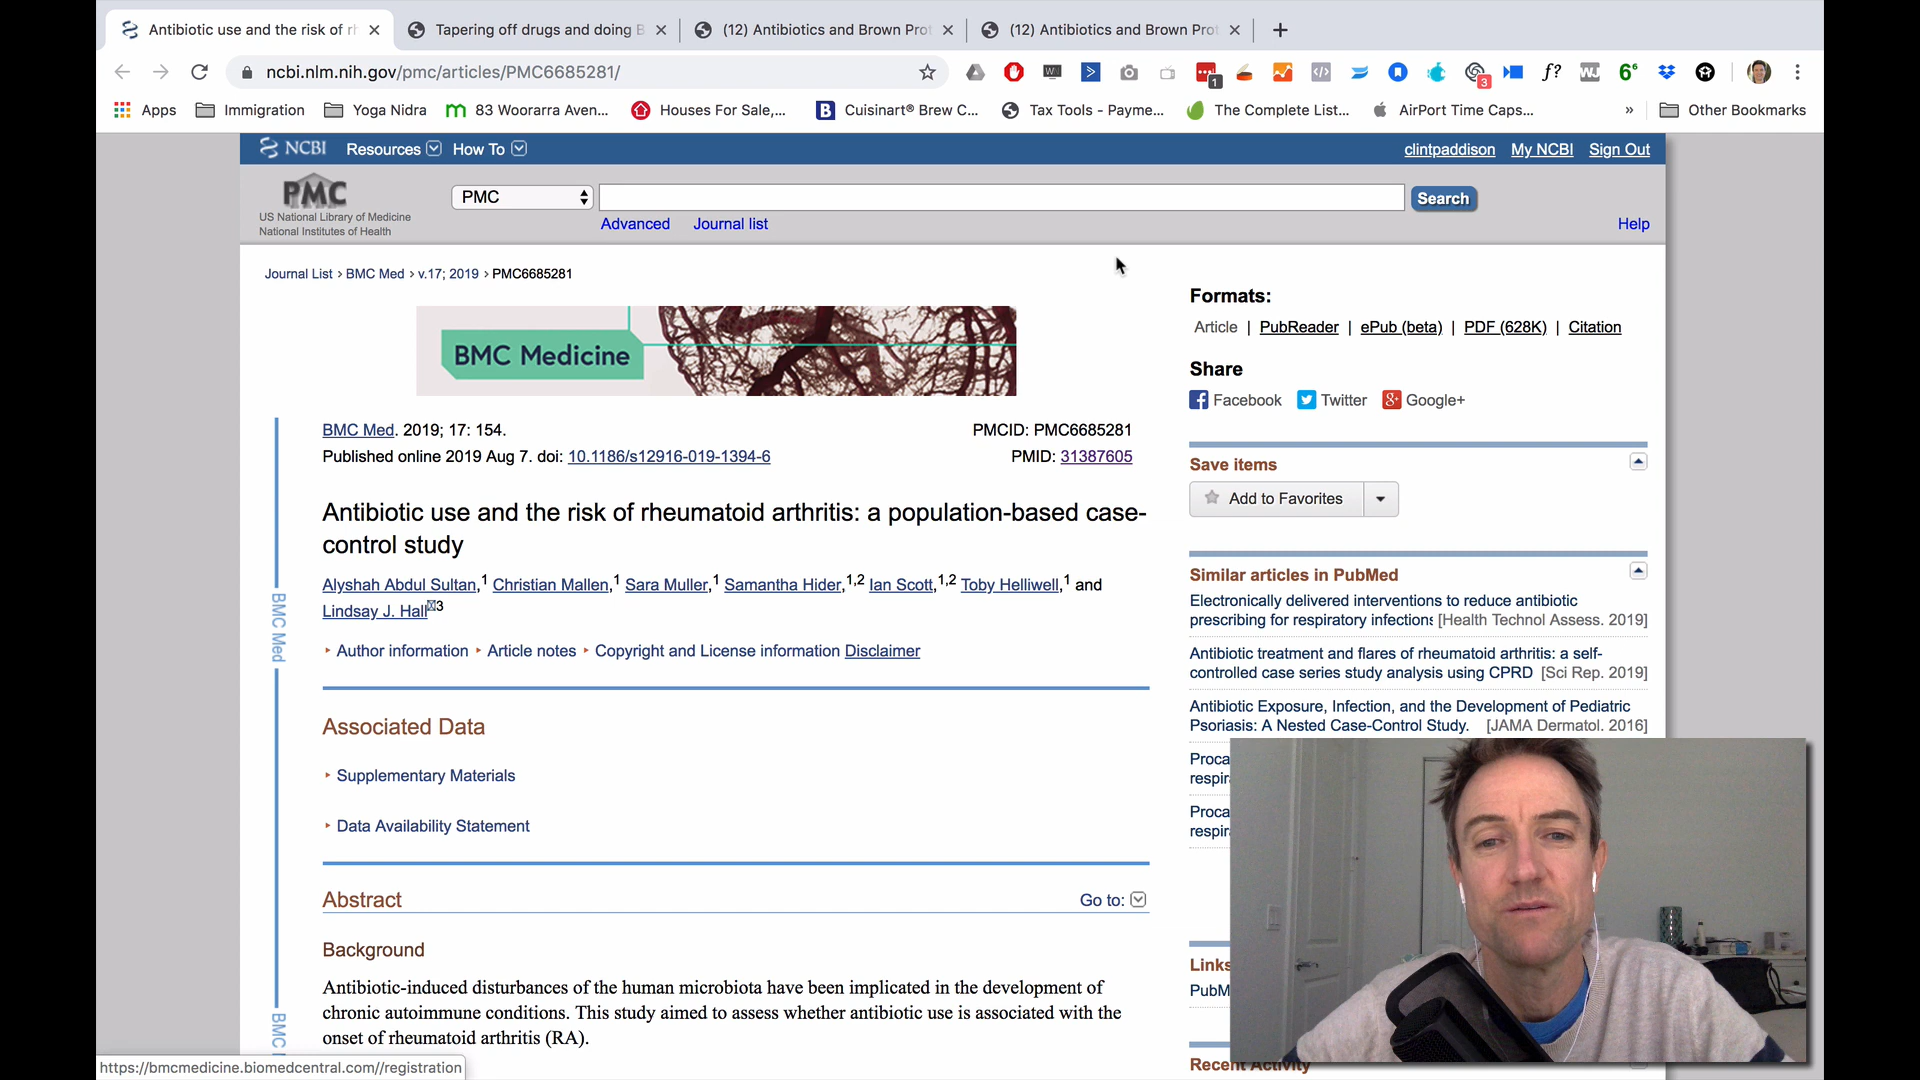 Antibiotic use and the risk of r
Tapering off drugs and doing B
(12) Antibiotics and Brown Prot
(12) Antibiotics and Brown Prot
ncbi.nlm.nih.gov/pmc/articles/PMC6685281/
Apps
Immigration
Yoga Nidra
83 Woorarra Aven...
Houses For Sale,...
Cuisinart® Brew C...
Tax Tools - Payme...
The Complete List...
AirPort Time Caps...
» Other Bookmarks
NCBI Resources How To
clintpaddison My NCBI Sign Out
PMC
US National Library of Medicine
National Institutes of Health
PMC
Search
Advanced Journal list
Help
Journal List > BMC Med > v.17; 2019 > PMC6685281
BMC Medicine
BMC Med. 2019; 17: 154.
PMCID: PMC6685281
Published online 2019 Aug 7. doi: 10.1186/s12916-019-1394-6
PMID: 31387605
Antibiotic use and the risk of rheumatoid arthritis: a population-based case-
control study
Alyshah Abdul Sultan,1 Christian Mallen,1 Sara Muller,1 Samantha Hider,1,2 Ian Scott,1,2 Toby Helliwell,1 and
Lindsay J. Hall3
Author information Article notes Copyright and License information Disclaimer
BMC Med
Associated Data
Supplementary Materials
Data Availability Statement
Abstract
Go to:
Background
Antibiotic-induced disturbances of the human microbiota have been implicated in the development of
chronic autoimmune conditions. This study aimed to assess whether antibiotic use is associated with the
onset of rheumatoid arthritis (RA).
BMC
https://bmcmedicine.biomedcentral.com//registration
Formats:
Article | PubReader | ePub (beta) | PDF (628K) | Citation
Share
Facebook Twitter Google+
Save items
Add to Favorites
Similar articles in PubMed
Electronically delivered interventions to reduce antibiotic
prescribing for respiratory infections [Health Technol Assess. 2019]
Antibiotic treatment and flares of rheumatoid arthritis: a self-
controlled case series study analysis using CPRD [Sci Rep. 2019]
Antibiotic Exposure, Infection, and the Development of Pediatric
Psoriasis: A Nested Case-Control Study. [JAMA Dermatol. 2016]
Proca
respir
Proca
respir
Links
PubM
Recent Activity